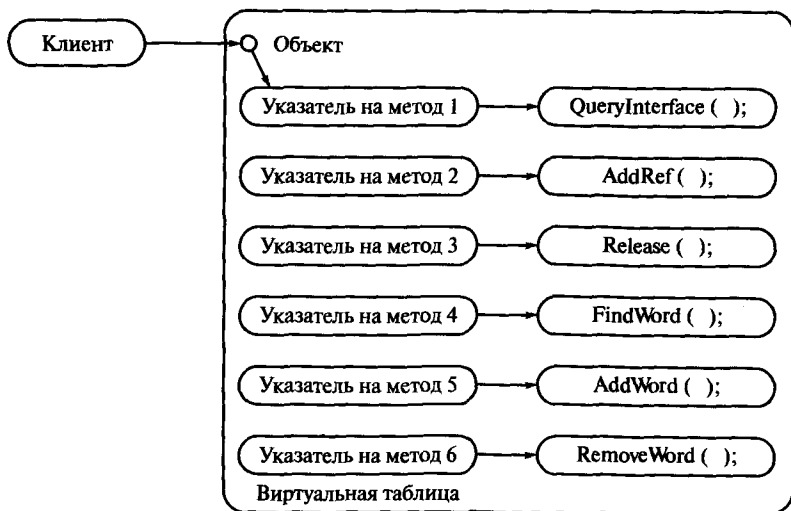 Клиент
Объект
Указатель на метод 1
QueryInterface ( );
Указатель на метод 2
AddRef ( );
Указатель на метод 3
Release ( );
Указатель на метод 4
FindWord ( );
Указатель на метод 5
AddWord ( );
Указатель на метод 6
RemoveWord ( );
Виртуальная таблица